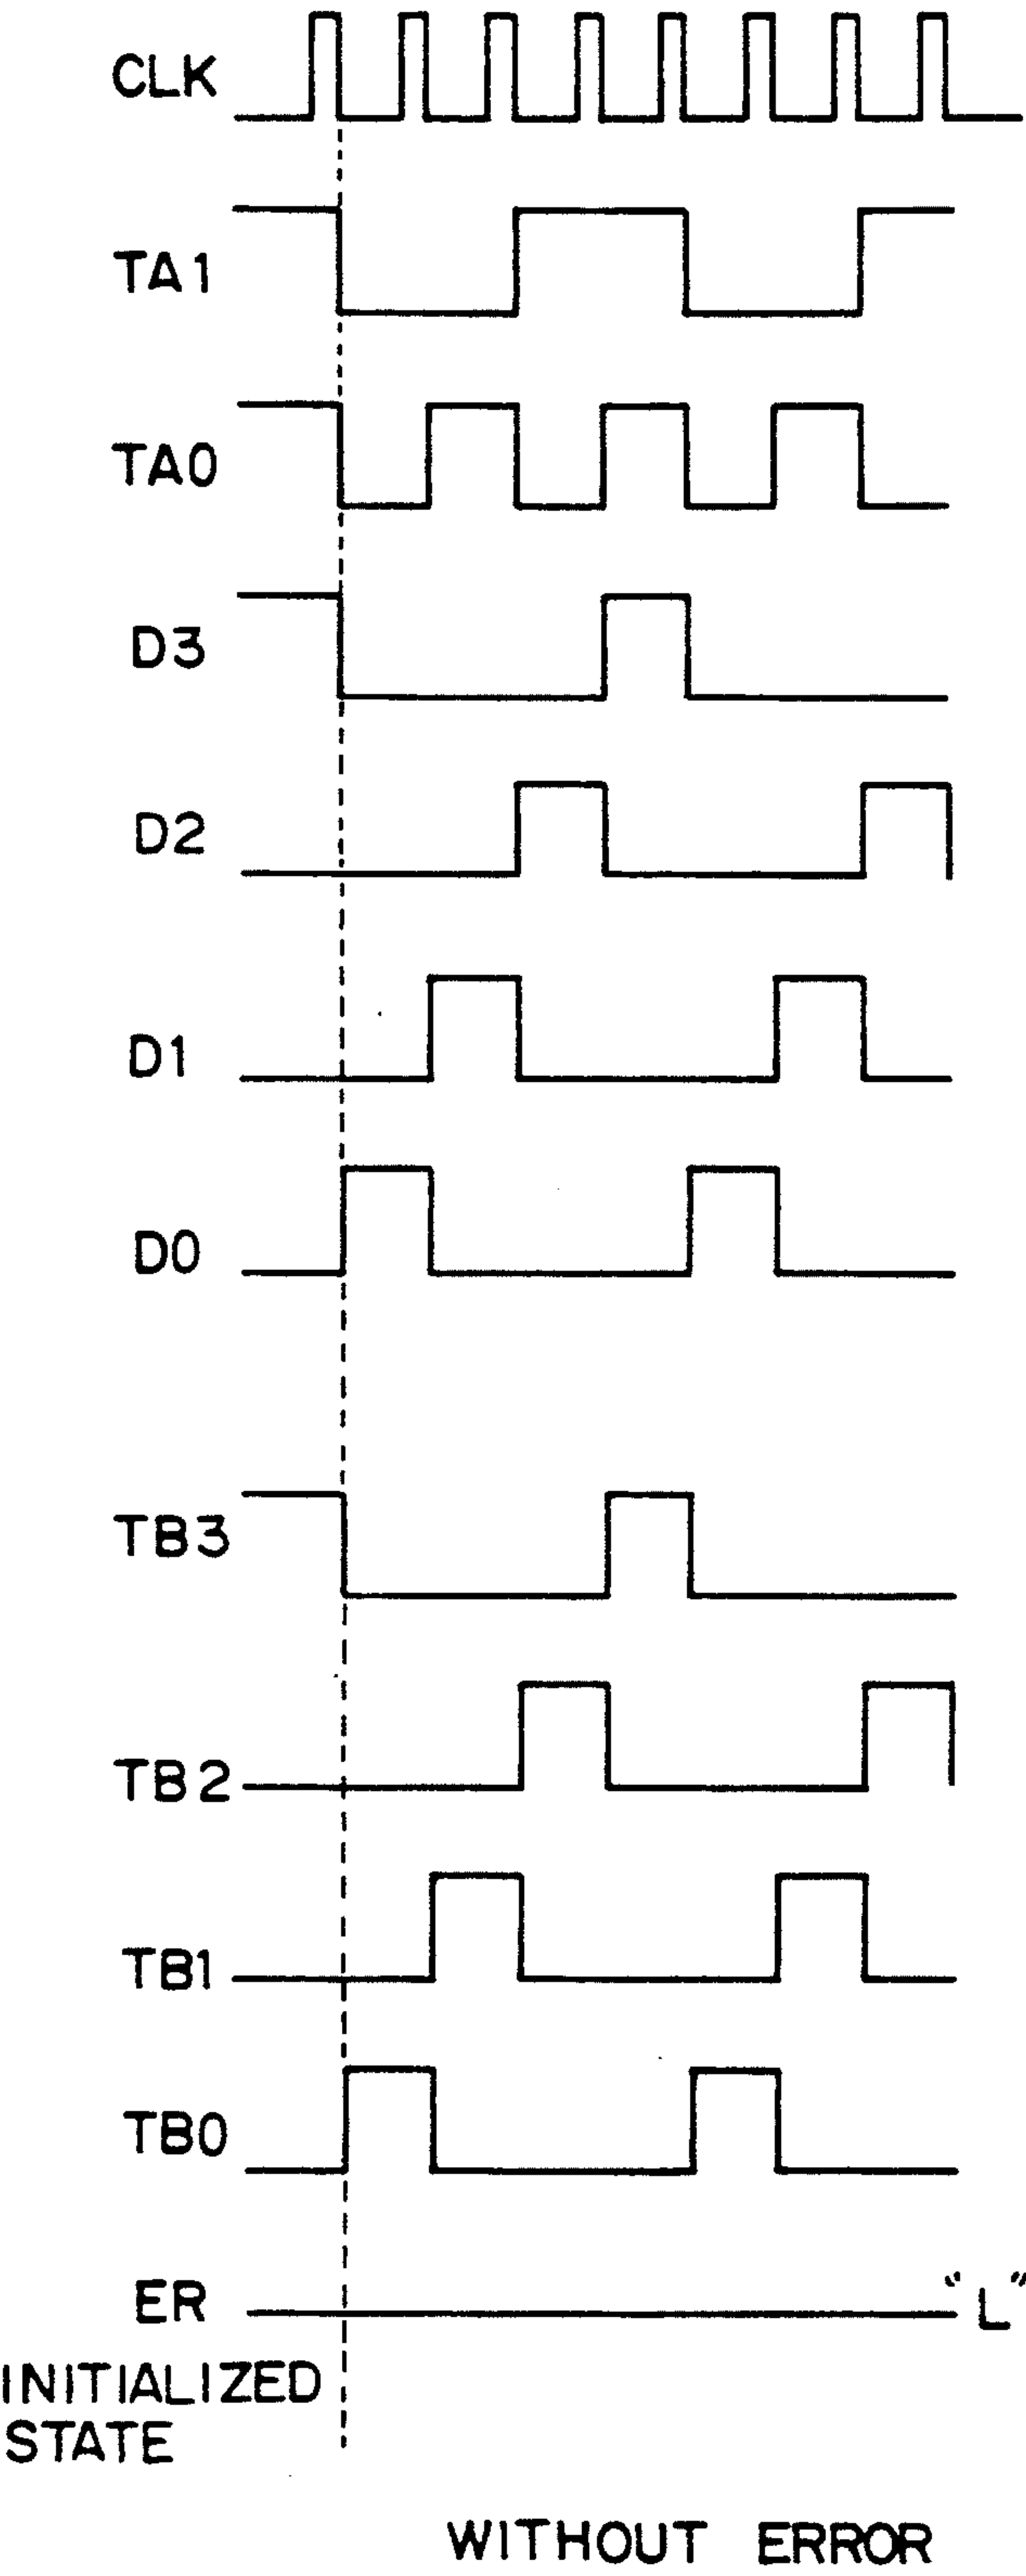 CLK
TA1
TA0
D3
D2
D1
D0
TB3
TB2
TB1
TB0
ER
"L"
INITIALIZED
STATE
WITHOUT ERROR